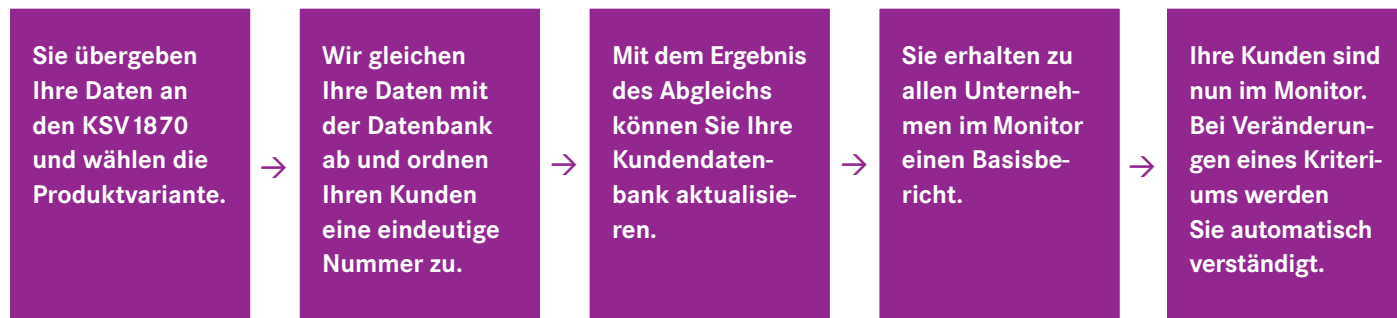 Sie übergeben
Ihre Daten an
den KSV1870
und wählen die
Produktvariante.
→
Wir gleichen
Ihre Daten mit
der Datenbank
ab und ordnen
Ihren Kunden
eine eindeutige
Nummer zu.
→
Mit dem Ergebnis
des Abgleichs
können Sie Ihre
Kundendaten-
bank aktualisie-
ren.
→
Sie erhalten zu
allen Unterneh-
men im Monitor
einen Basisbe-
richt.
→
Ihre Kunden sind
nun im Monitor.
Bei Veränderun-
gen eines Kriteri-
ums werden
Sie automatisch
verständigt.